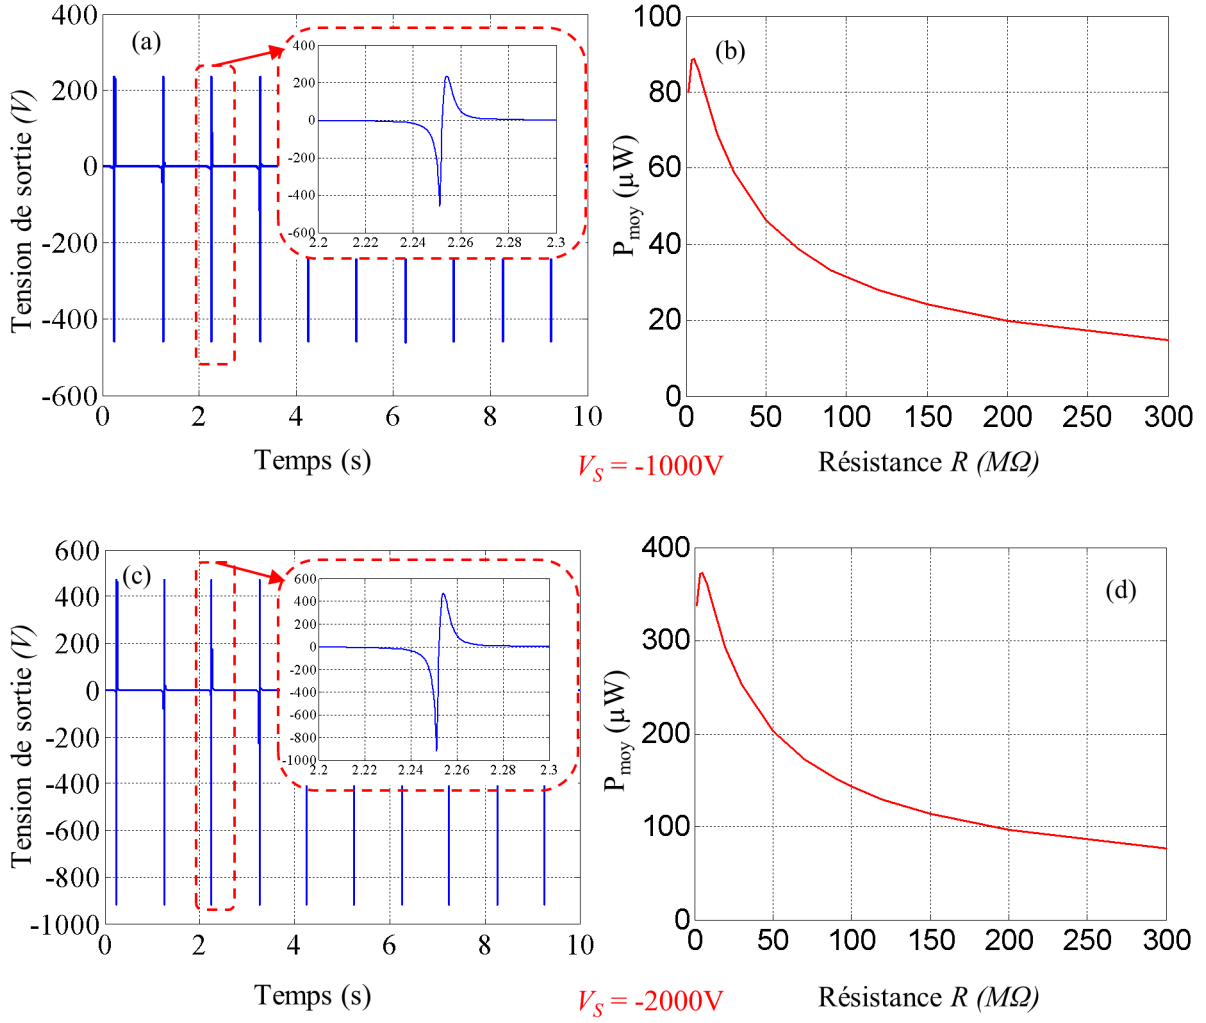 (a)
400
200
0
-200
-400
-600
0 2 4 6 8 10
Tension de sortie (V)
Temps (s)
400
200
0
-200
-400
-600
2.2 2.22 2.24 2.26 2.28 2.3
(b)
100
80
60
40
20
0
0 50 100 150 200 250 300
P_moy (µW)
Résistance R (MΩ)
V_S = -1000V
(c)
600
400
200
0
-200
-400
-600
-800
-1000
0 2 4 6 8 10
Tension de sortie (V)
Temps (s)
600
400
200
0
-200
-400
-600
-800
-1000
2.2 2.22 2.24 2.26 2.28 2.3
(d)
400
300
200
100
0
0 50 100 150 200 250 300
P_moy (µW)
Résistance R (MΩ)
V_S = -2000V